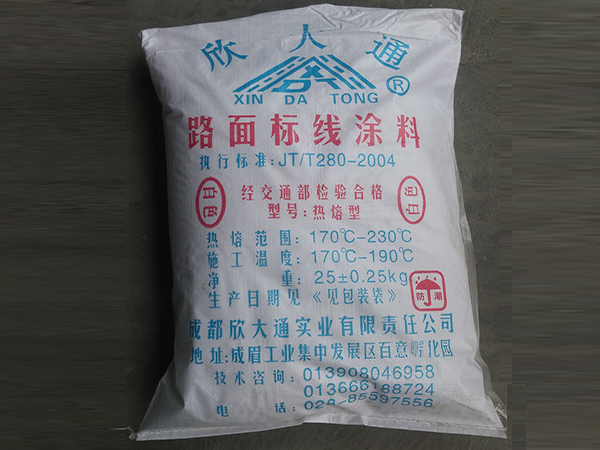 欣人通
®
XIN DA TONG
路面标线涂料
执行标准:JT/T280-2004
经交通部检验合格
型号:热熔型
热熔范围:170℃-230℃
施工温度:170℃-190℃
净重:25±0.25kg
生产日期见《见包装袋》
防潮
成都欣大通实业有限责任公司
地址:成眉工业集中发展区百意孵化园
技术咨询:013908046958
013666188724
电话:028-85597556